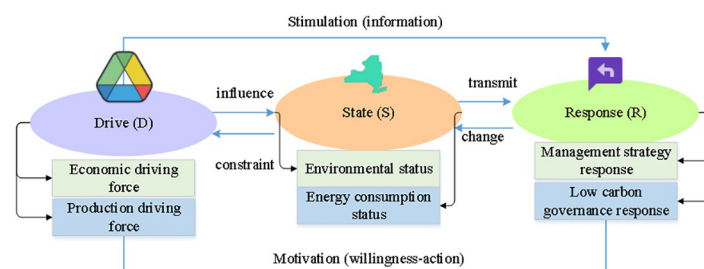 Stimulation (information)
influence
transmit
Drive (D)
State (S)
Response (R)
constraint
change
Economic driving
force
Production driving
force
Environmental status
Energy consumption
status
Management strategy
response
Low carbon
governance response
Motivation (willingness-action)